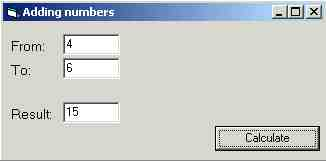 Adding numbers
From: 4
To: 6
Result: 15
Calculate